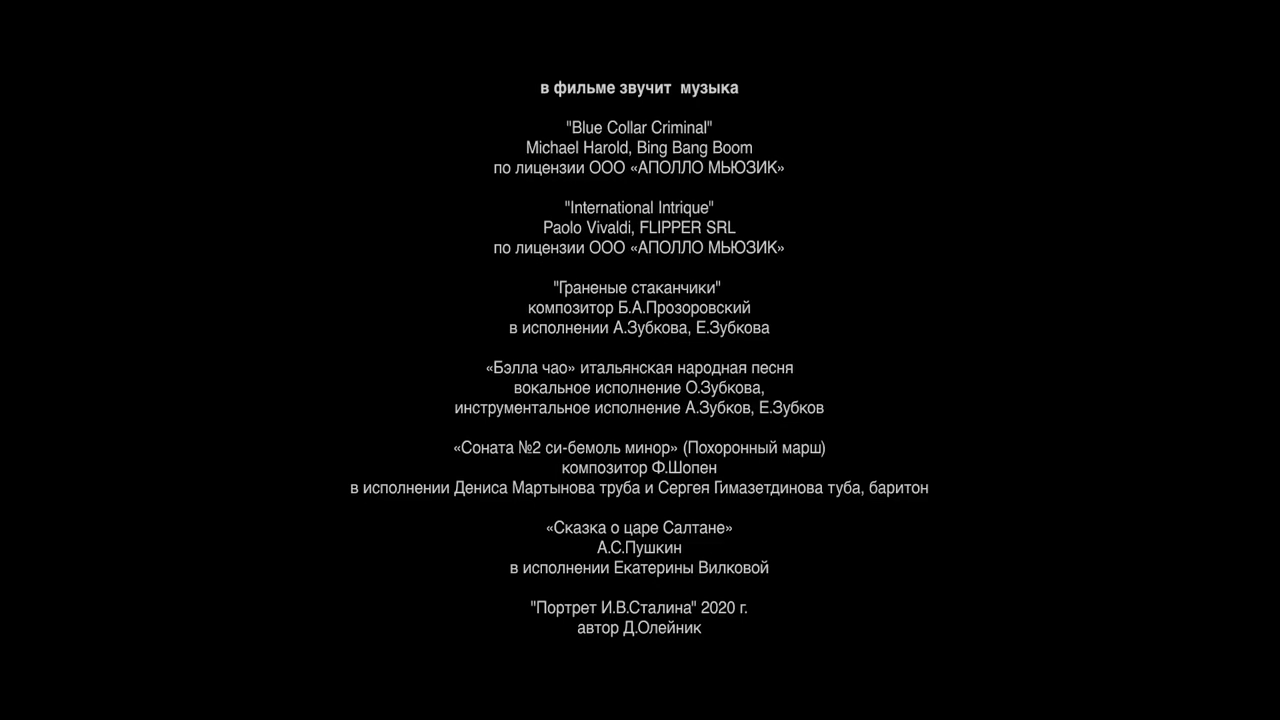 в фильме звучит  музыка
"Blue Collar Criminal"
Michael Harold, Bing Bang Boom
по лицензии ООО «АПОЛЛО МЬЮЗИК»
"International Intrique"
Paolo Vivaldi, FLIPPER SRL
по лицензии ООО «АПОЛЛО МЬЮЗИК»
"Граненые стаканчики"
композитор Б.А.Прозоровский
в исполнении А.Зубкова, Е.Зубкова
«Бэлла чао» итальянская народная песня
вокальное исполнение О.Зубкова,
инструментальное исполнение А.Зубков, Е.Зубков
«Соната №2 си-бемоль минор» (Похоронный марш)
композитор Ф.Шопен
в исполнении Дениса Мартынова труба и Сергея Гимазетдинова туба, баритон
«Сказка о царе Салтане»
А.С.Пушкин
в исполнении Екатерины Вилковой
"Портрет И.В.Сталина" 2020 г.
автор Д.Олейник